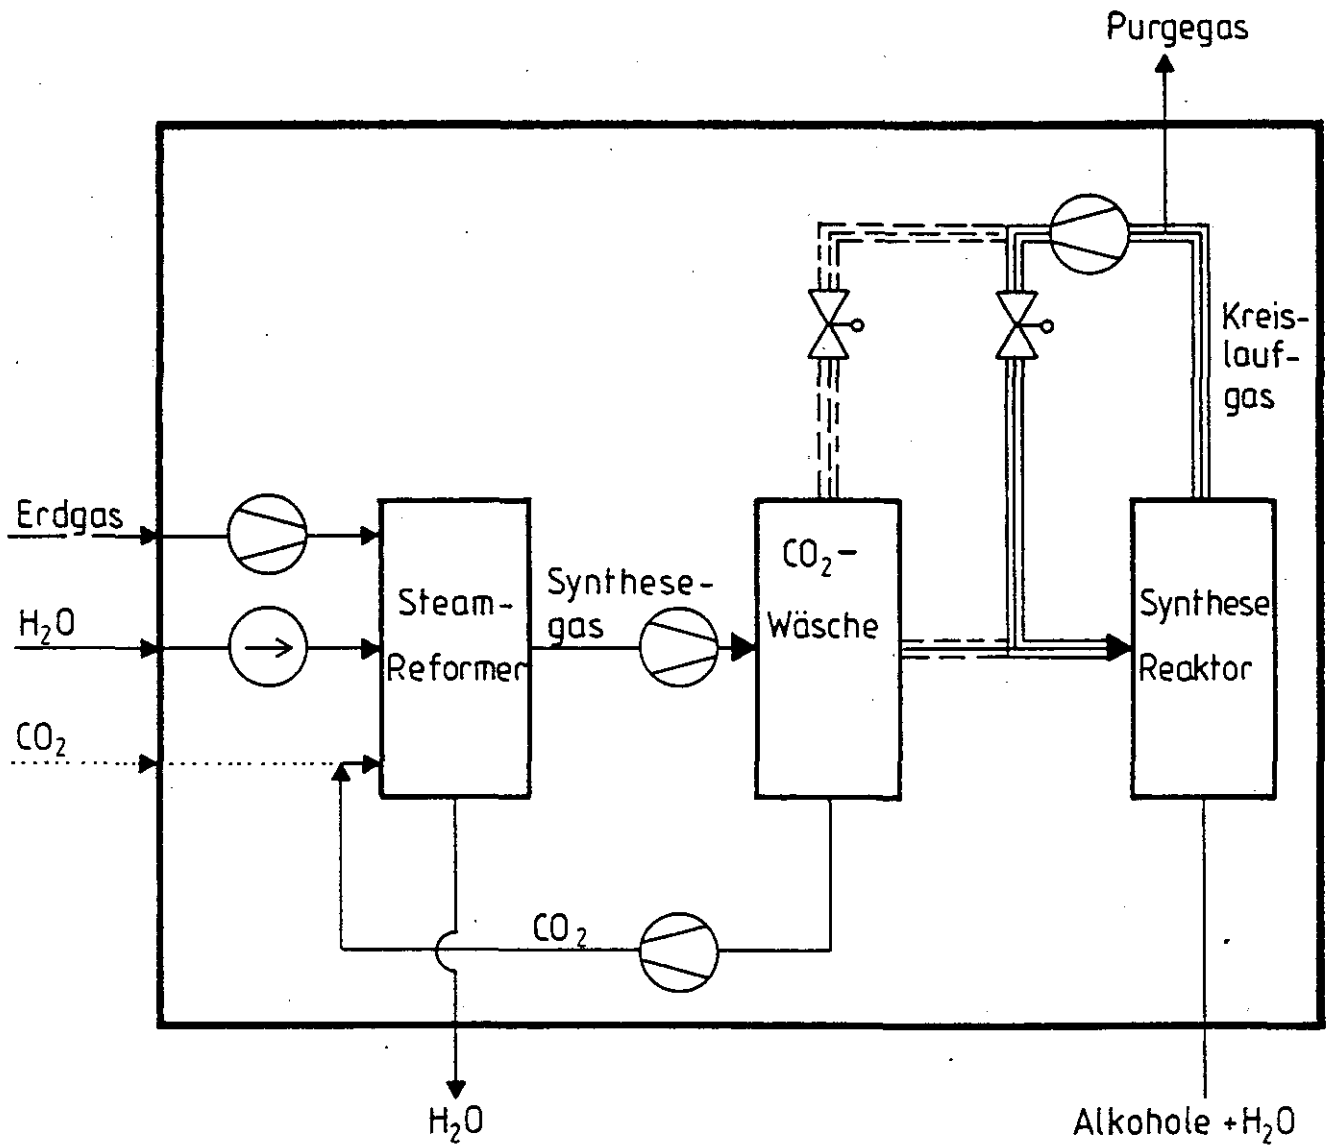 Purgegas
Kreis-
lauf-
gas
Erdgas
H₂O
CO₂
Steam-
Reformer
Synthese-
gas
CO₂-
Wäsche
Synthese
Reaktor
CO₂
H₂O
Alkohole + H₂O